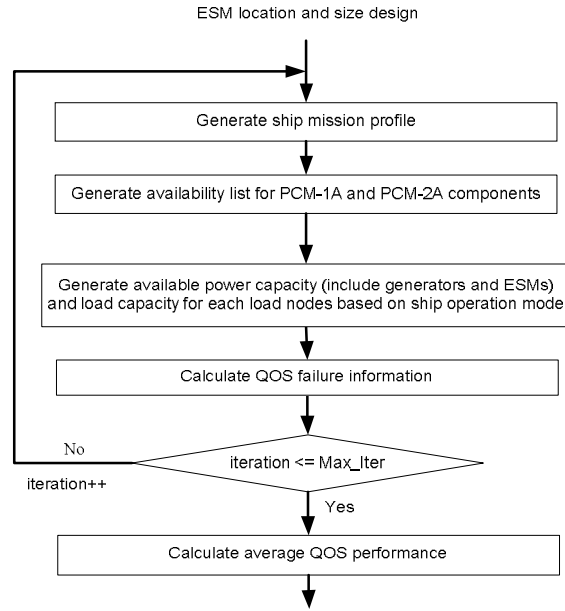 ESM location and size design
Generate ship mission profile
Generate availability list for PCM-1A and PCM-2A components
Generate available power capacity (include generators and ESMs)
and load capacity for each load nodes based on ship operation mode
Calculate QOS failure information
iteration <= Max_Iter
No
iteration++
Yes
Calculate average QOS performance